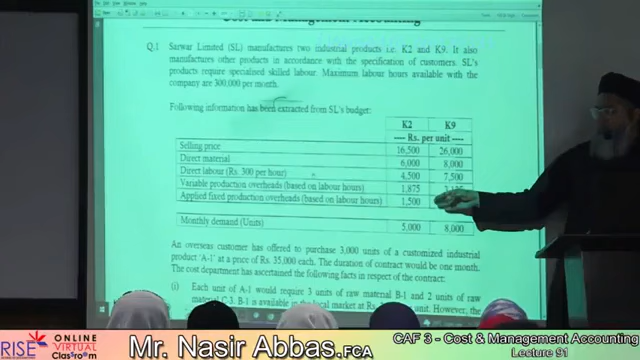 Cost and Management Accounting
Q.1 Sarwar Limited (SL) manufactures two industrial products i.e. K2 and K9. It also
manufactures other products in accordance with the specification of customers. SL's
products require specialised skilled labour. Maximum labour hours available with the
company are 300,000 per month.
Following information has been extracted from SL's budget:
K2 K9
Rs. per unit
Selling price 16,500 26,000
Direct material 6,000 8,000
Direct labour (Rs. 300 per hour) 4,500 7,500
Variable production overheads (based on labour hours) 1,875
Applied fixed production overheads (based on labour hours) 1,500
Monthly demand (Units) 5,000 8,000
An overseas customer has offered to purchase 3,000 units of a customized industrial
product 'A-1' at a price of Rs. 35,000 each. The duration of contract would be one month.
The cost department has ascertained the following facts in respect of the contract:
(i) Each unit of A-1 would require 3 units of raw material B-1 and 2 units of raw
material C-3. B-1 is available in the local market at Rs. unit. However, the
RISE ONLINE
VIRTUAL
Classroom
Mr. Nasir Abbas.FCA
CAF 3 - Cost & Management Accounting
Lecture 91